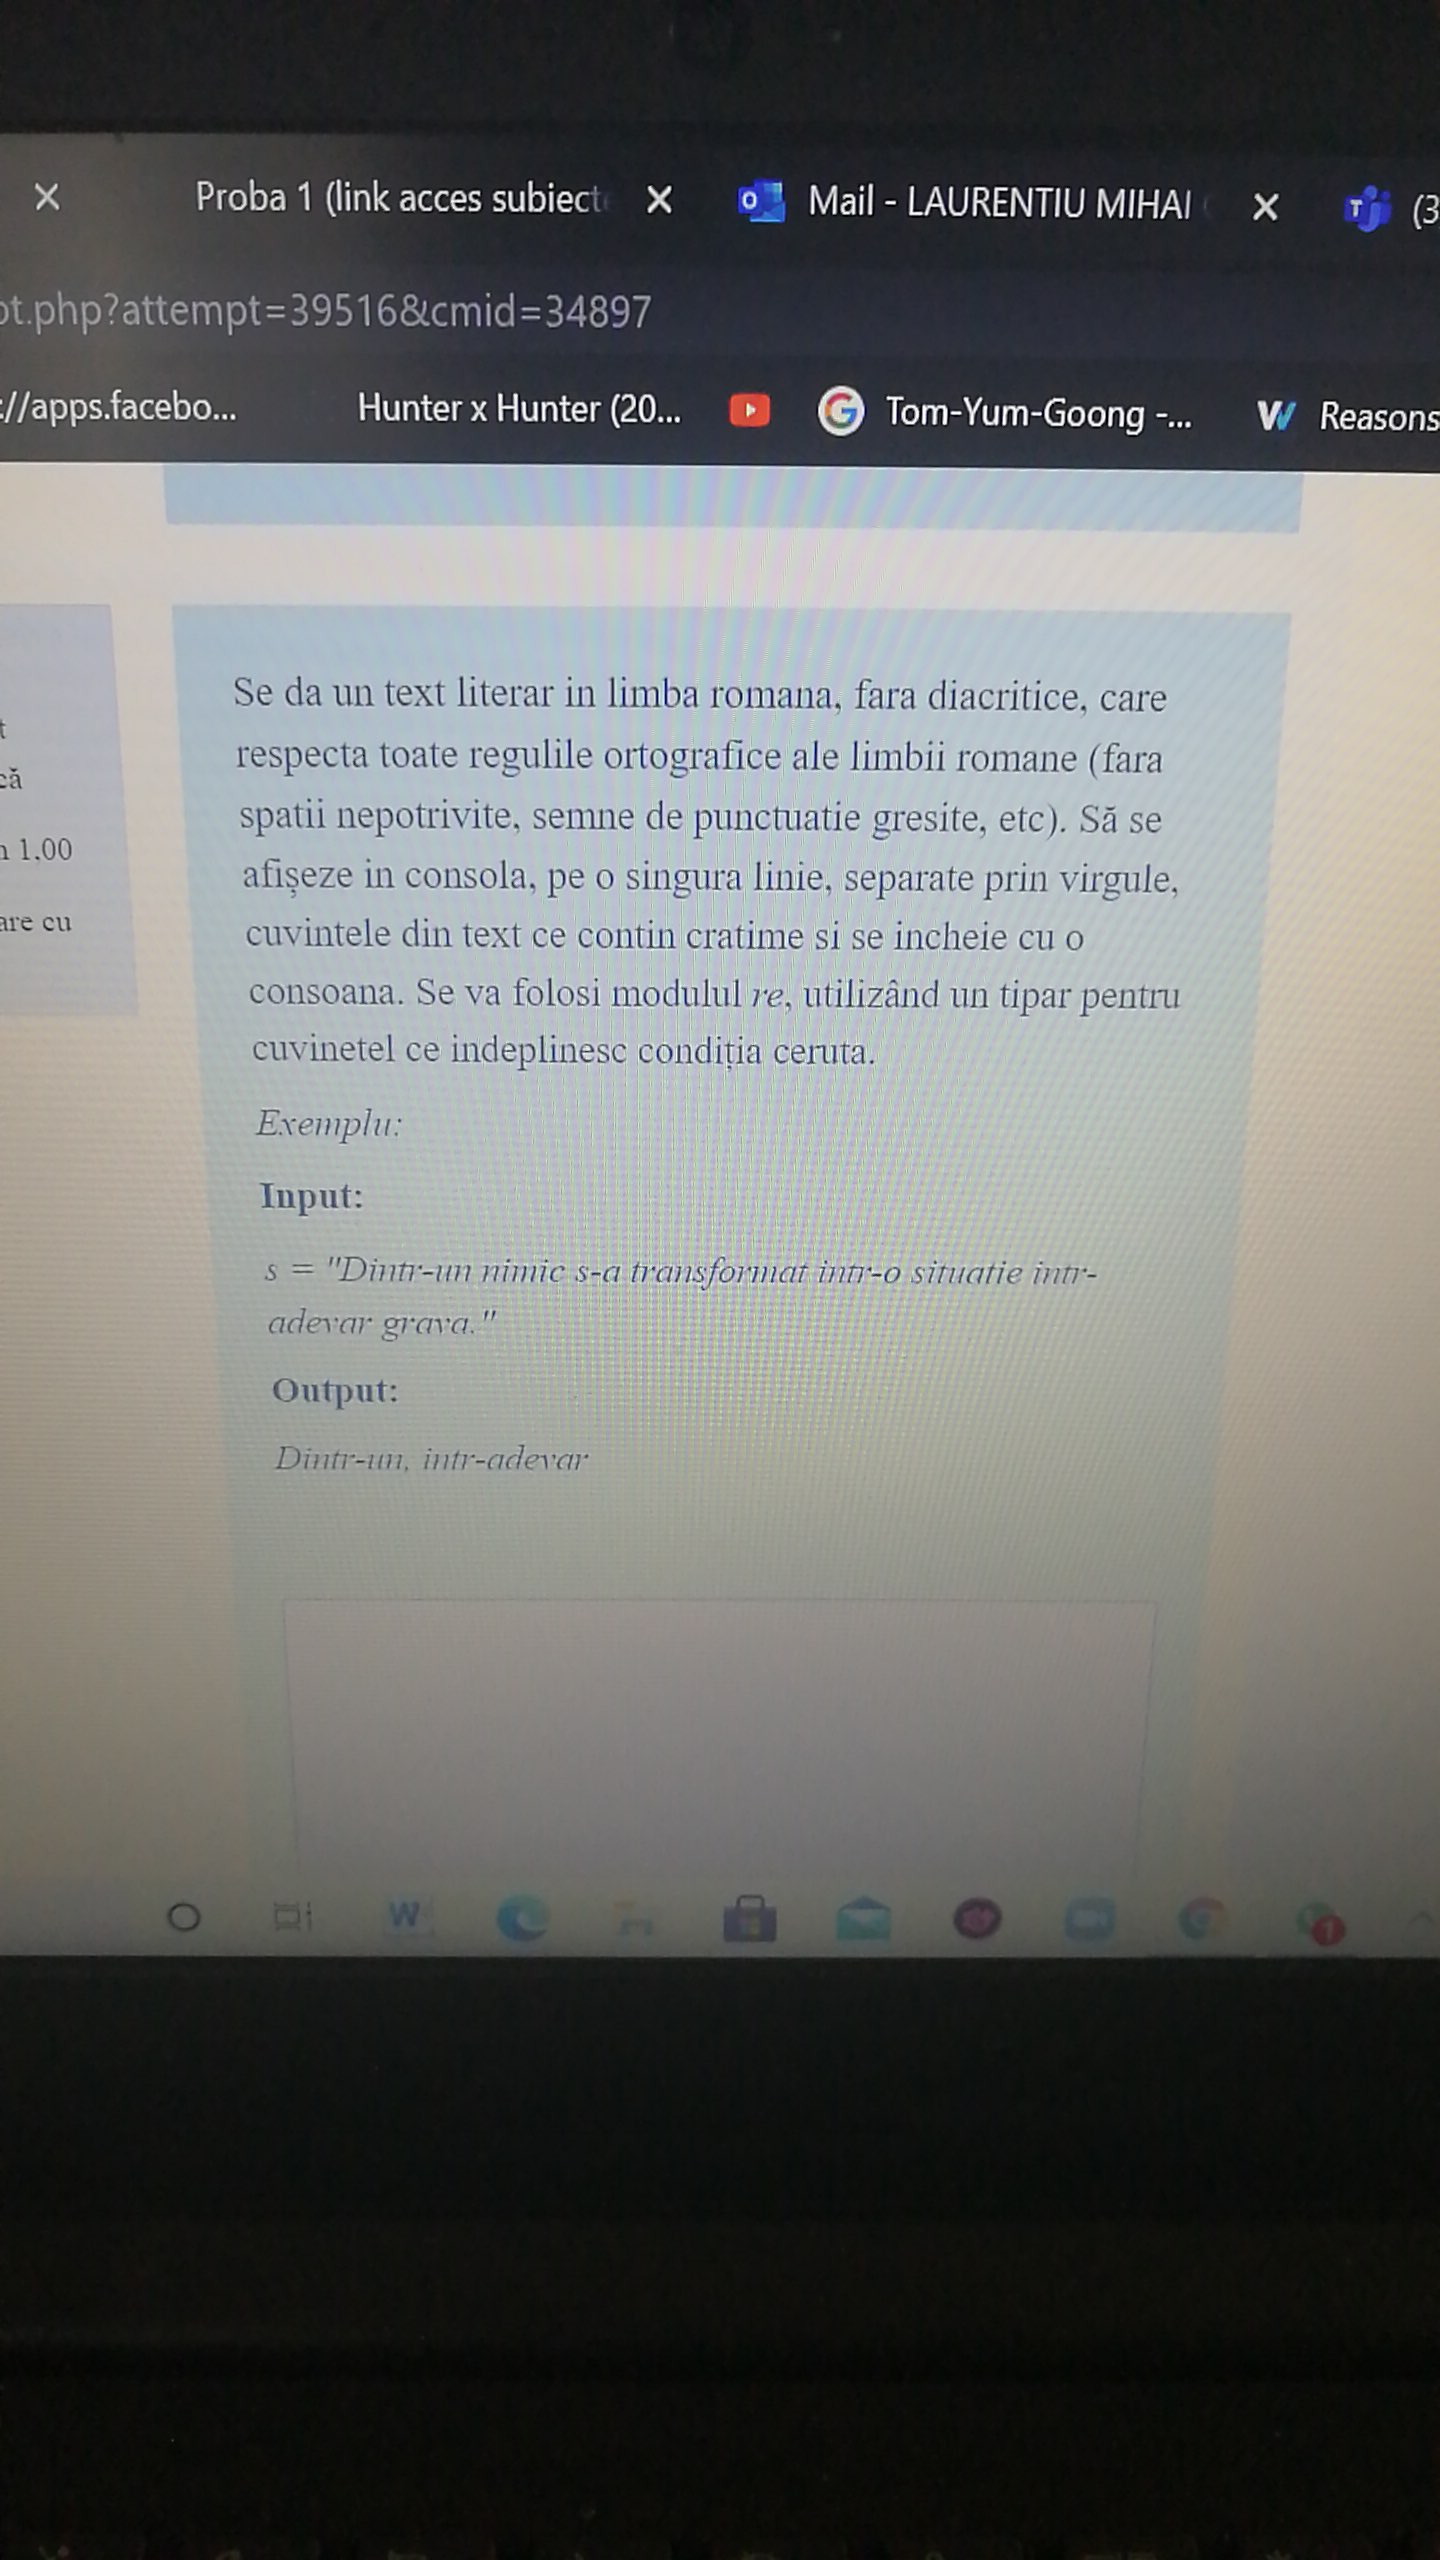 Proba 1 (link acces subiect
Mail - LAURENTIU MIHAI
(3
pt.php?attempt=39516&cmid=34897
://apps.facebo...
Hunter x Hunter (20...
Tom-Yum-Goong -...
Reasons
t
că
1.00
are cu
Se da un text literar in limba romana, fara diacritice, care
respecta toate regulile ortografice ale limbii romane (fara
spatii nepotrivite, semne de punctuatie gresite, etc). Să se
afișeze in consola, pe o singura linie, separate prin virgule,
cuvintele din text ce contin cratime si se incheie cu o
consoana. Se va folosi modulul re, utilizând un tipar pentru
cuvinetel ce indeplinesc condiția ceruta.
Exemplu:
Input:
s = "Dintr-un nimic s-a transformat intr-o situatie intr-
adevar grava."
Output:
Dintr-un, intr-adevar